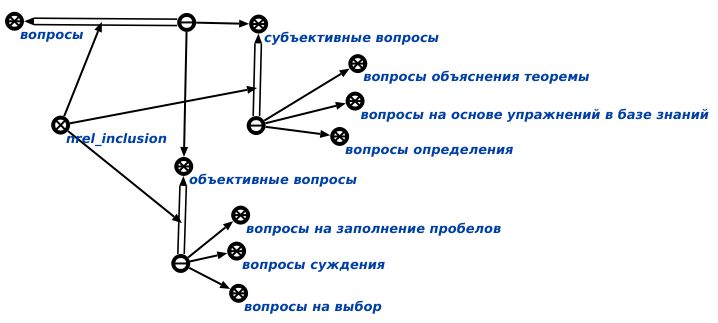 вопросы
субъективные вопросы
вопросы объяснения теоремы
вопросы на основе упражнений в базе знаний
nrel_inclusion
вопросы определения
объективные вопросы
вопросы на заполнение пробелов
вопросы суждения
вопросы на выбор